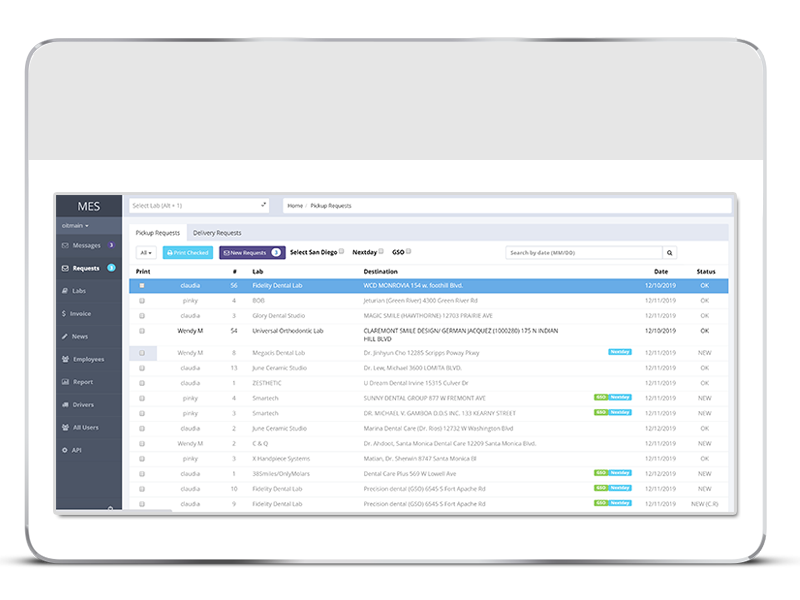 MES
Select Lab (Alt + 1)
Home / Pickup Requests
oitmain
Messages 3
Requests 3
Labs
Invoice
News
Employees
Report
Drivers
All Users
API
Pickup Requests Delivery Requests
All Print Checked New Requests 3 Select San Diego Nextday GSO Search by date (MM/DD)
Print # Lab Destination Date Status
claudia 56 Fidelity Dental Lab WCD MONROVIA 154 w. foothill Blvd. 12/10/2019 OK
pinky 4 BOB Jeturian (Green River) 4300 Green River Rd 12/11/2019 OK
claudia 3 Glory Dental Studio MAGIC SMILE (HAWTHORNE) 12703 PRAIRIE AVE 12/11/2019 OK
Wendy M 54 Universal Orthodontic Lab CLAREMONT SMILE DESIGN/ GERMAN JACQUEZ (1000280) 175 N INDIAN 12/10/2019 OK
HILL BLVD
Wendy M 8 Megacis Dental Lab Dr. Jinhyun Cho 12285 Scripps Poway Pkwy Nextday 12/11/2019 NEW
claudia 13 June Ceramic Studio Dr. Lew, Michael 3600 LOMITA BLVD. 12/11/2019 OK
claudia 1 ZESTHETIC U Dream Dental Irvine 15315 Culver Dr 12/11/2019 OK
pinky 4 Smartech SUNNY DENTAL GROUP 877 W FREMONT AVE GSO Nextday 12/11/2019 NEW
pinky 3 Smartech DR. MICHAEL V. GAMBOA D.D.S INC. 133 KEARNY STREET GSO Nextday 12/11/2019 NEW
claudia 2 June Ceramic Studio Marina Dental Care (Dr. Rios) 12732 W Washington Blvd 12/12/2019 OK
Wendy M 2 C & Q Dr. Ahdoot, Santa Monica Dental Care 12209 Santa Monica Blvd. 12/12/2019 NEW
pinky 3 X Handpiece Systems Matian, Dr. Sherwin 8747 Santa Monica Bl 12/11/2019 OK
claudia 1 38Smiles/OnlyMolars Dental Care Plus 569 W Lowell Ave GSO Nextday 12/12/2019 NEW
claudia 10 Fidelity Dental Lab Precision dental (GSO) 6545 S Fort Apache Rd GSO Nextday 12/11/2019 NEW
claudia 9 Fidelity Dental Lab Precision dental (GSO) 6545 S Fort Apache Rd GSO Nextday 12/11/2019 NEW (C.R)